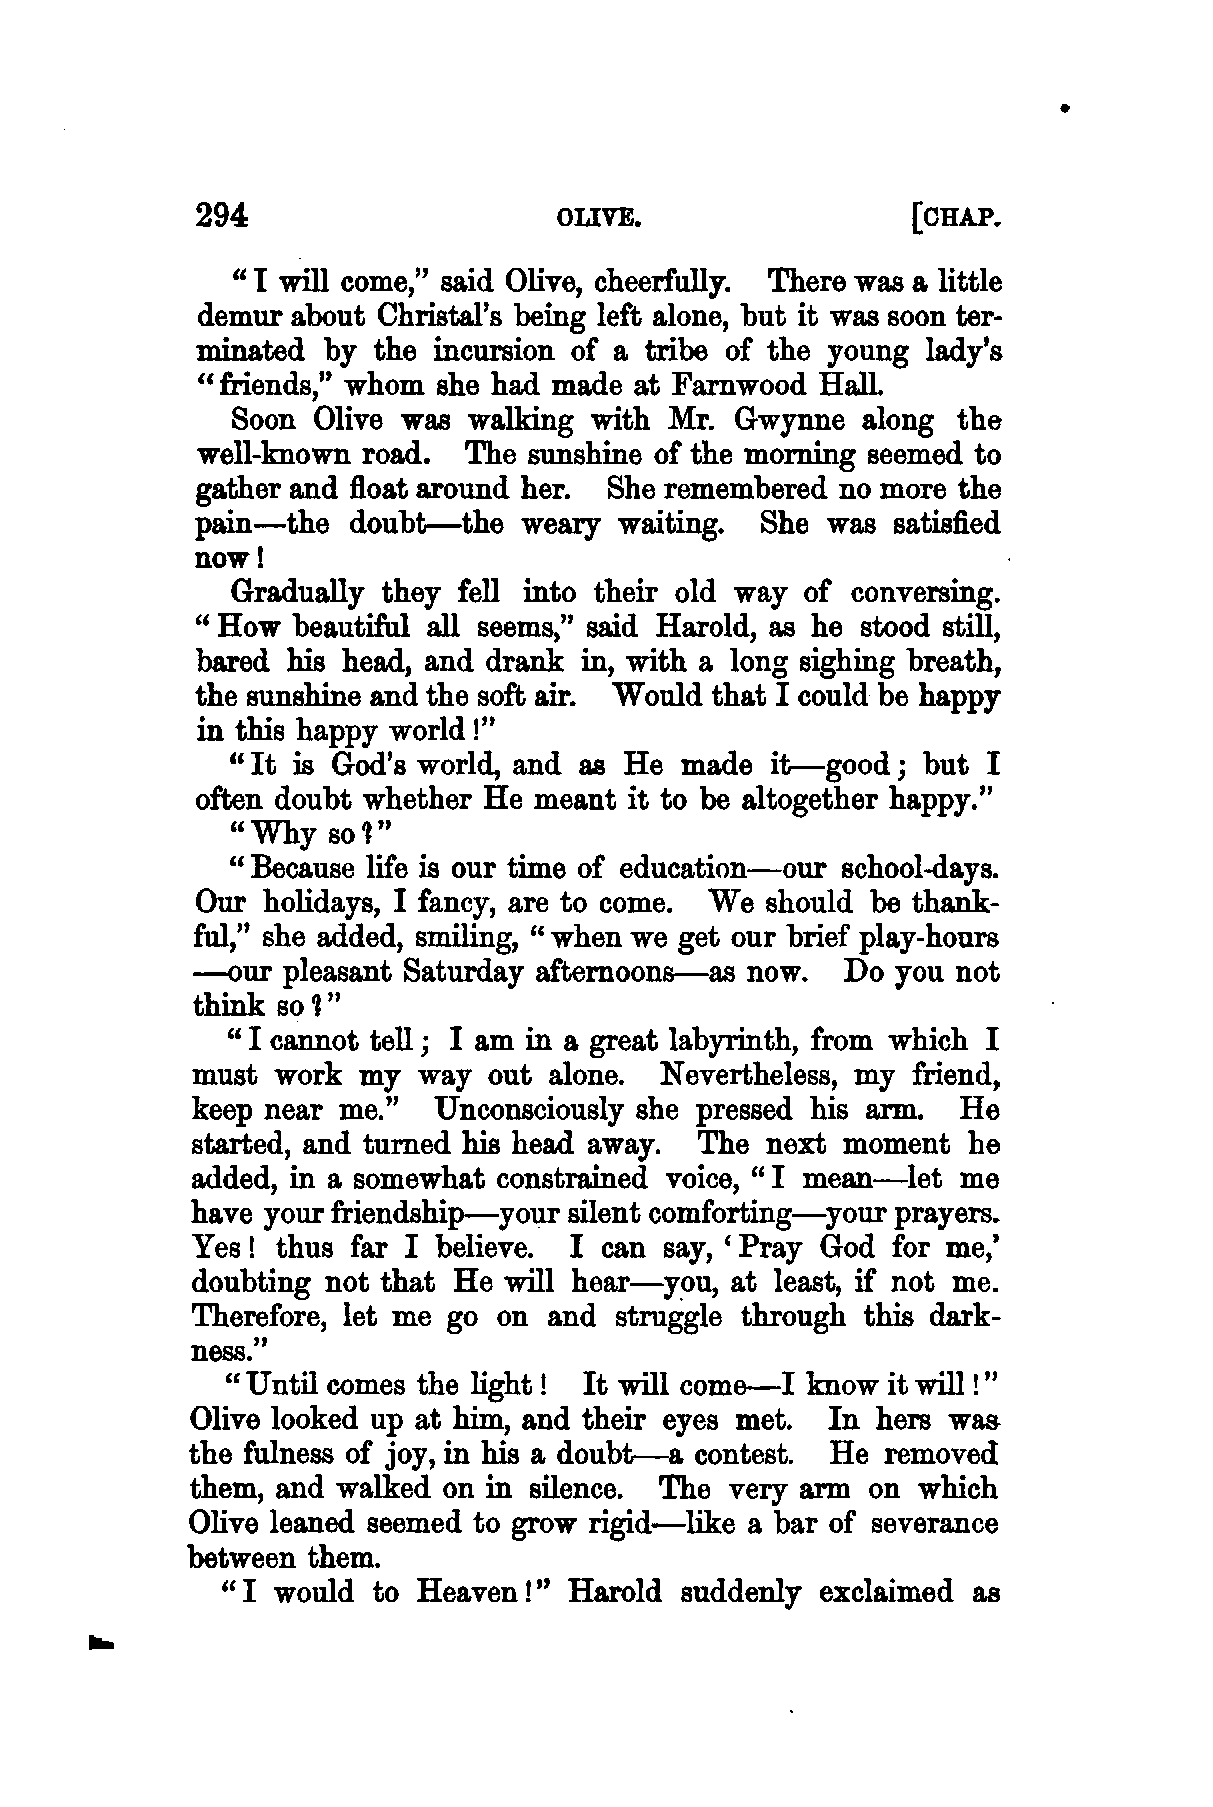 294 OLIVE. [CHAP.
"I will come," said Olive, cheerfully. There was a little
demur about Christal's being left alone, but it was soon ter-
minated by the incursion of a tribe of the young lady's
"friends," whom she had made at Farnwood Hall.
Soon Olive was walking with Mr. Gwynne along the
well-known road. The sunshine of the morning seemed to
gather and float around her. She remembered no more the
pain—the doubt—the weary waiting. She was satisfied
now!
Gradually they fell into their old way of conversing.
"How beautiful all seems," said Harold, as he stood still,
bared his head, and drank in, with a long sighing breath,
the sunshine and the soft air. Would that I could be happy
in this happy world!"
"It is God's world, and as He made it—good; but I
often doubt whether He meant it to be altogether happy."
"Why so?"
"Because life is our time of education—our school-days.
Our holidays, I fancy, are to come. We should be thank-
ful," she added, smiling, "when we get our brief play-hours
—our pleasant Saturday afternoons—as now. Do you not
think so?"
"I cannot tell; I am in a great labyrinth, from which I
must work my way out alone. Nevertheless, my friend,
keep near me." Unconsciously she pressed his arm. He
started, and turned his head away. The next moment he
added, in a somewhat constrained voice, "I mean—let me
have your friendship—your silent comforting—your prayers.
Yes! thus far I believe. I can say, 'Pray God for me,'
doubting not that He will hear—you, at least, if not me.
Therefore, let me go on and struggle through this dark-
ness."
"Until comes the light! It will come—I know it will!"
Olive looked up at him, and their eyes met. In hers was
the fulness of joy, in his a doubt—a contest. He removed
them, and walked on in silence. The very arm on which
Olive leaned seemed to grow rigid—like a bar of severance
between them.
"I would to Heaven!" Harold suddenly exclaimed as